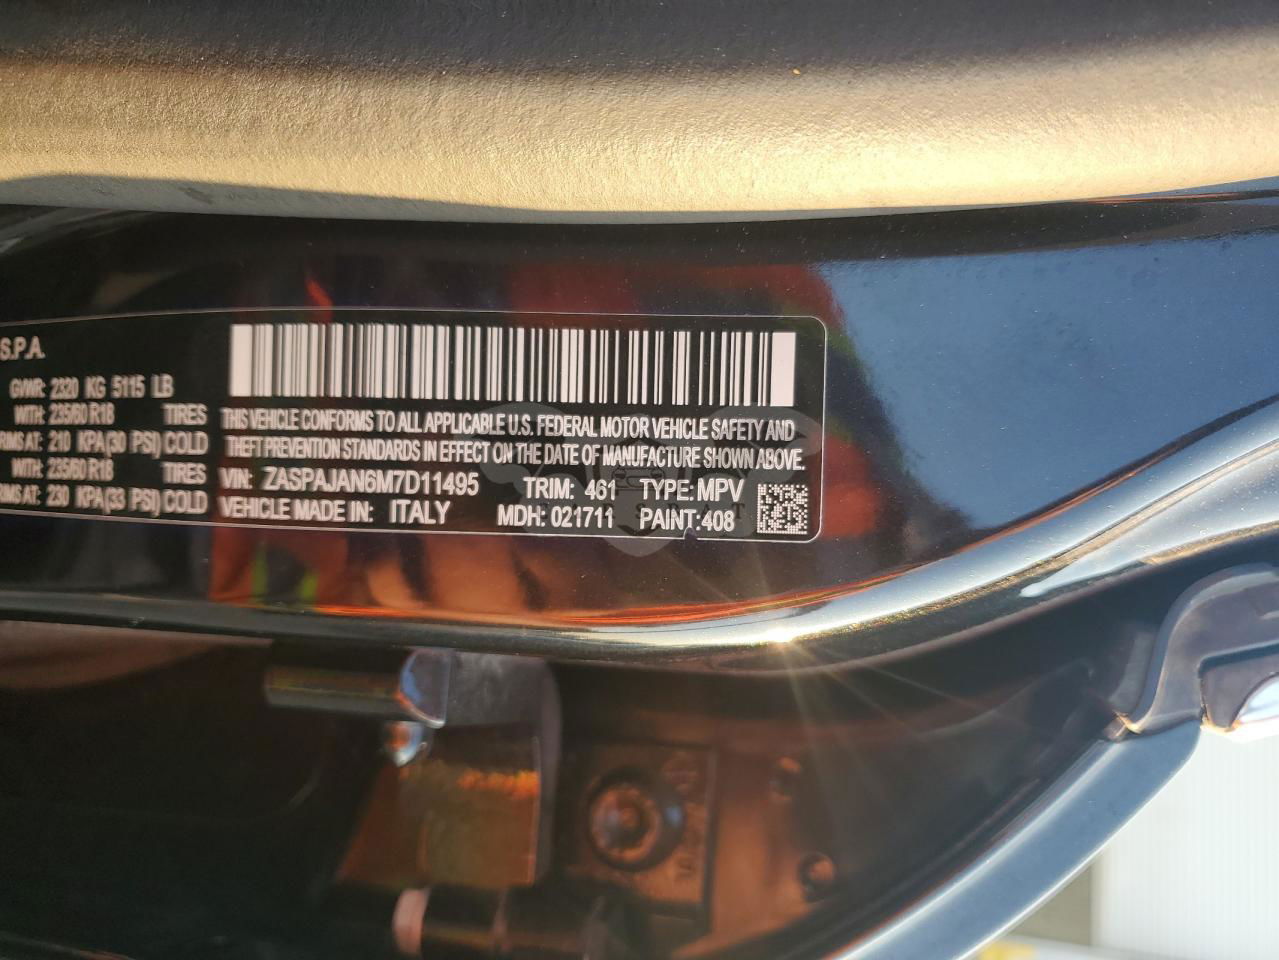 S.P.A.
GVWR: 2320 KG 5115 LB
WITH: 235/60 R18 TIRES
RIMS AT: 210 KPA(30 PSI)COLD
WITH: 235/60 R18 TIRES
RIMS AT: 230 KPA(33 PSI)COLD
THIS VEHICLE CONFORMS TO ALL APPLICABLE U.S. FEDERAL MOTOR VEHICLE SAFETY AND
THEFT PREVENTION STANDARDS IN EFFECT ON THE DATE OF MANUFACTURE SHOWN ABOVE.
VIN: ZASPAJAN6M7D11495 TRIM: 461 TYPE: MPV
VEHICLE MADE IN: ITALY MDH: 021711 PAINT:408